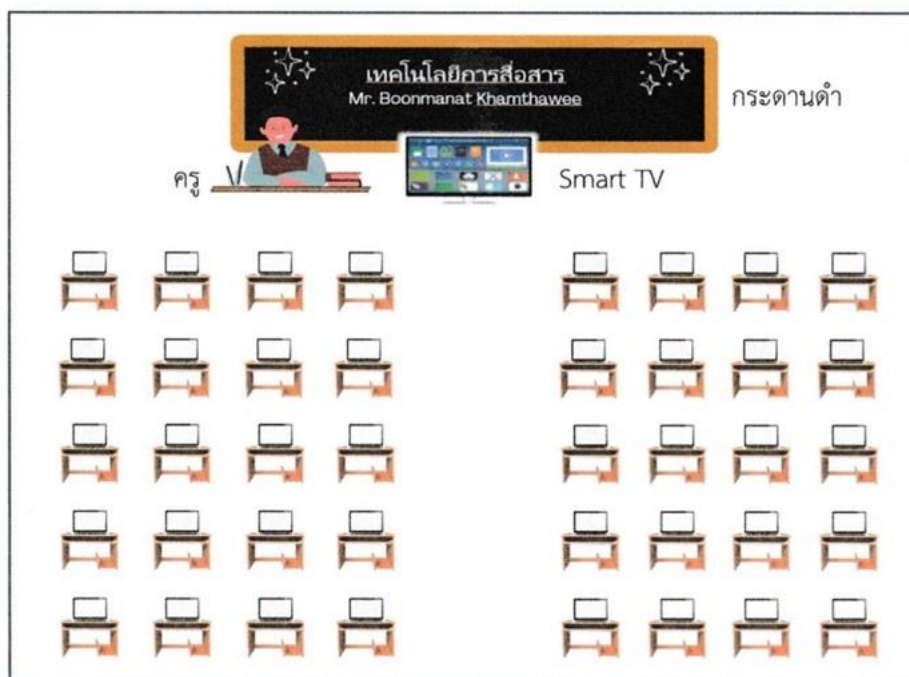 เทคโนโลยีการสื่อสาร
Mr. Boonmanat Khamthawee
กระดานดำ
ครู
Smart TV